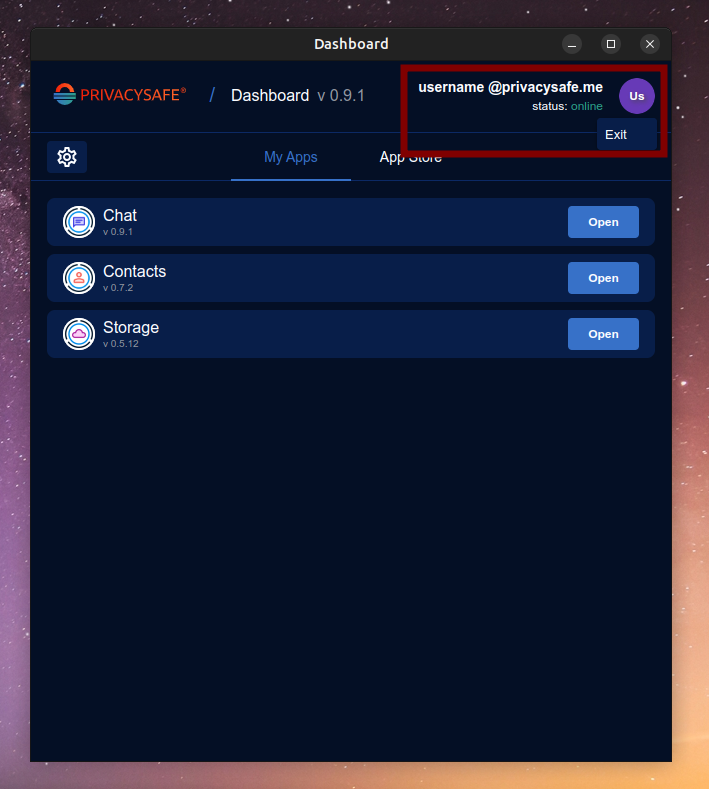 Dashboard
PRIVACYSAFE® / Dashboard v 0.9.1
username @privacysafe.me
status: online
Us
Exit
My Apps
App Store
Chat
v 0.9.1
Open
Contacts
v 0.7.2
Open
Storage
v 0.5.12
Open